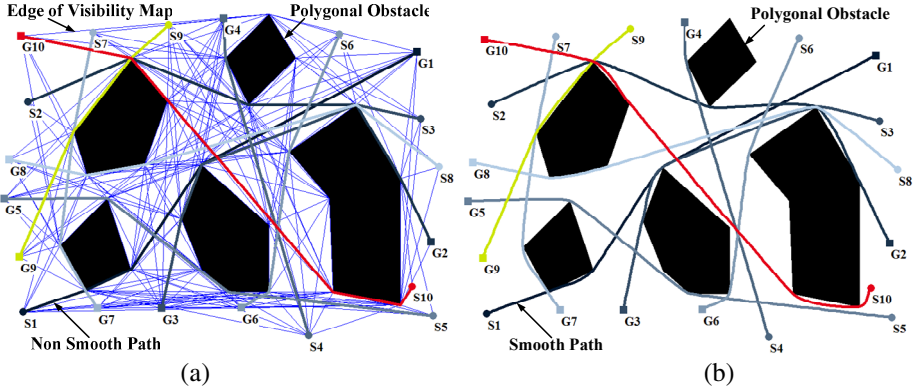 Edge of Visibility Map
Polygonal Obstacle
G10
S7
S9
G4
S6
G1
S2
S3
G8
S8
G5
G2
G9
S10
S1
G7
G3
G6
S5
S4
Non Smooth Path
(a)
Polygonal Obstacle
G10
S7
S9
G4
S6
G1
S2
S3
G8
S8
G5
G2
G9
S10
S1
G7
G3
G6
S5
S4
Smooth Path
(b)